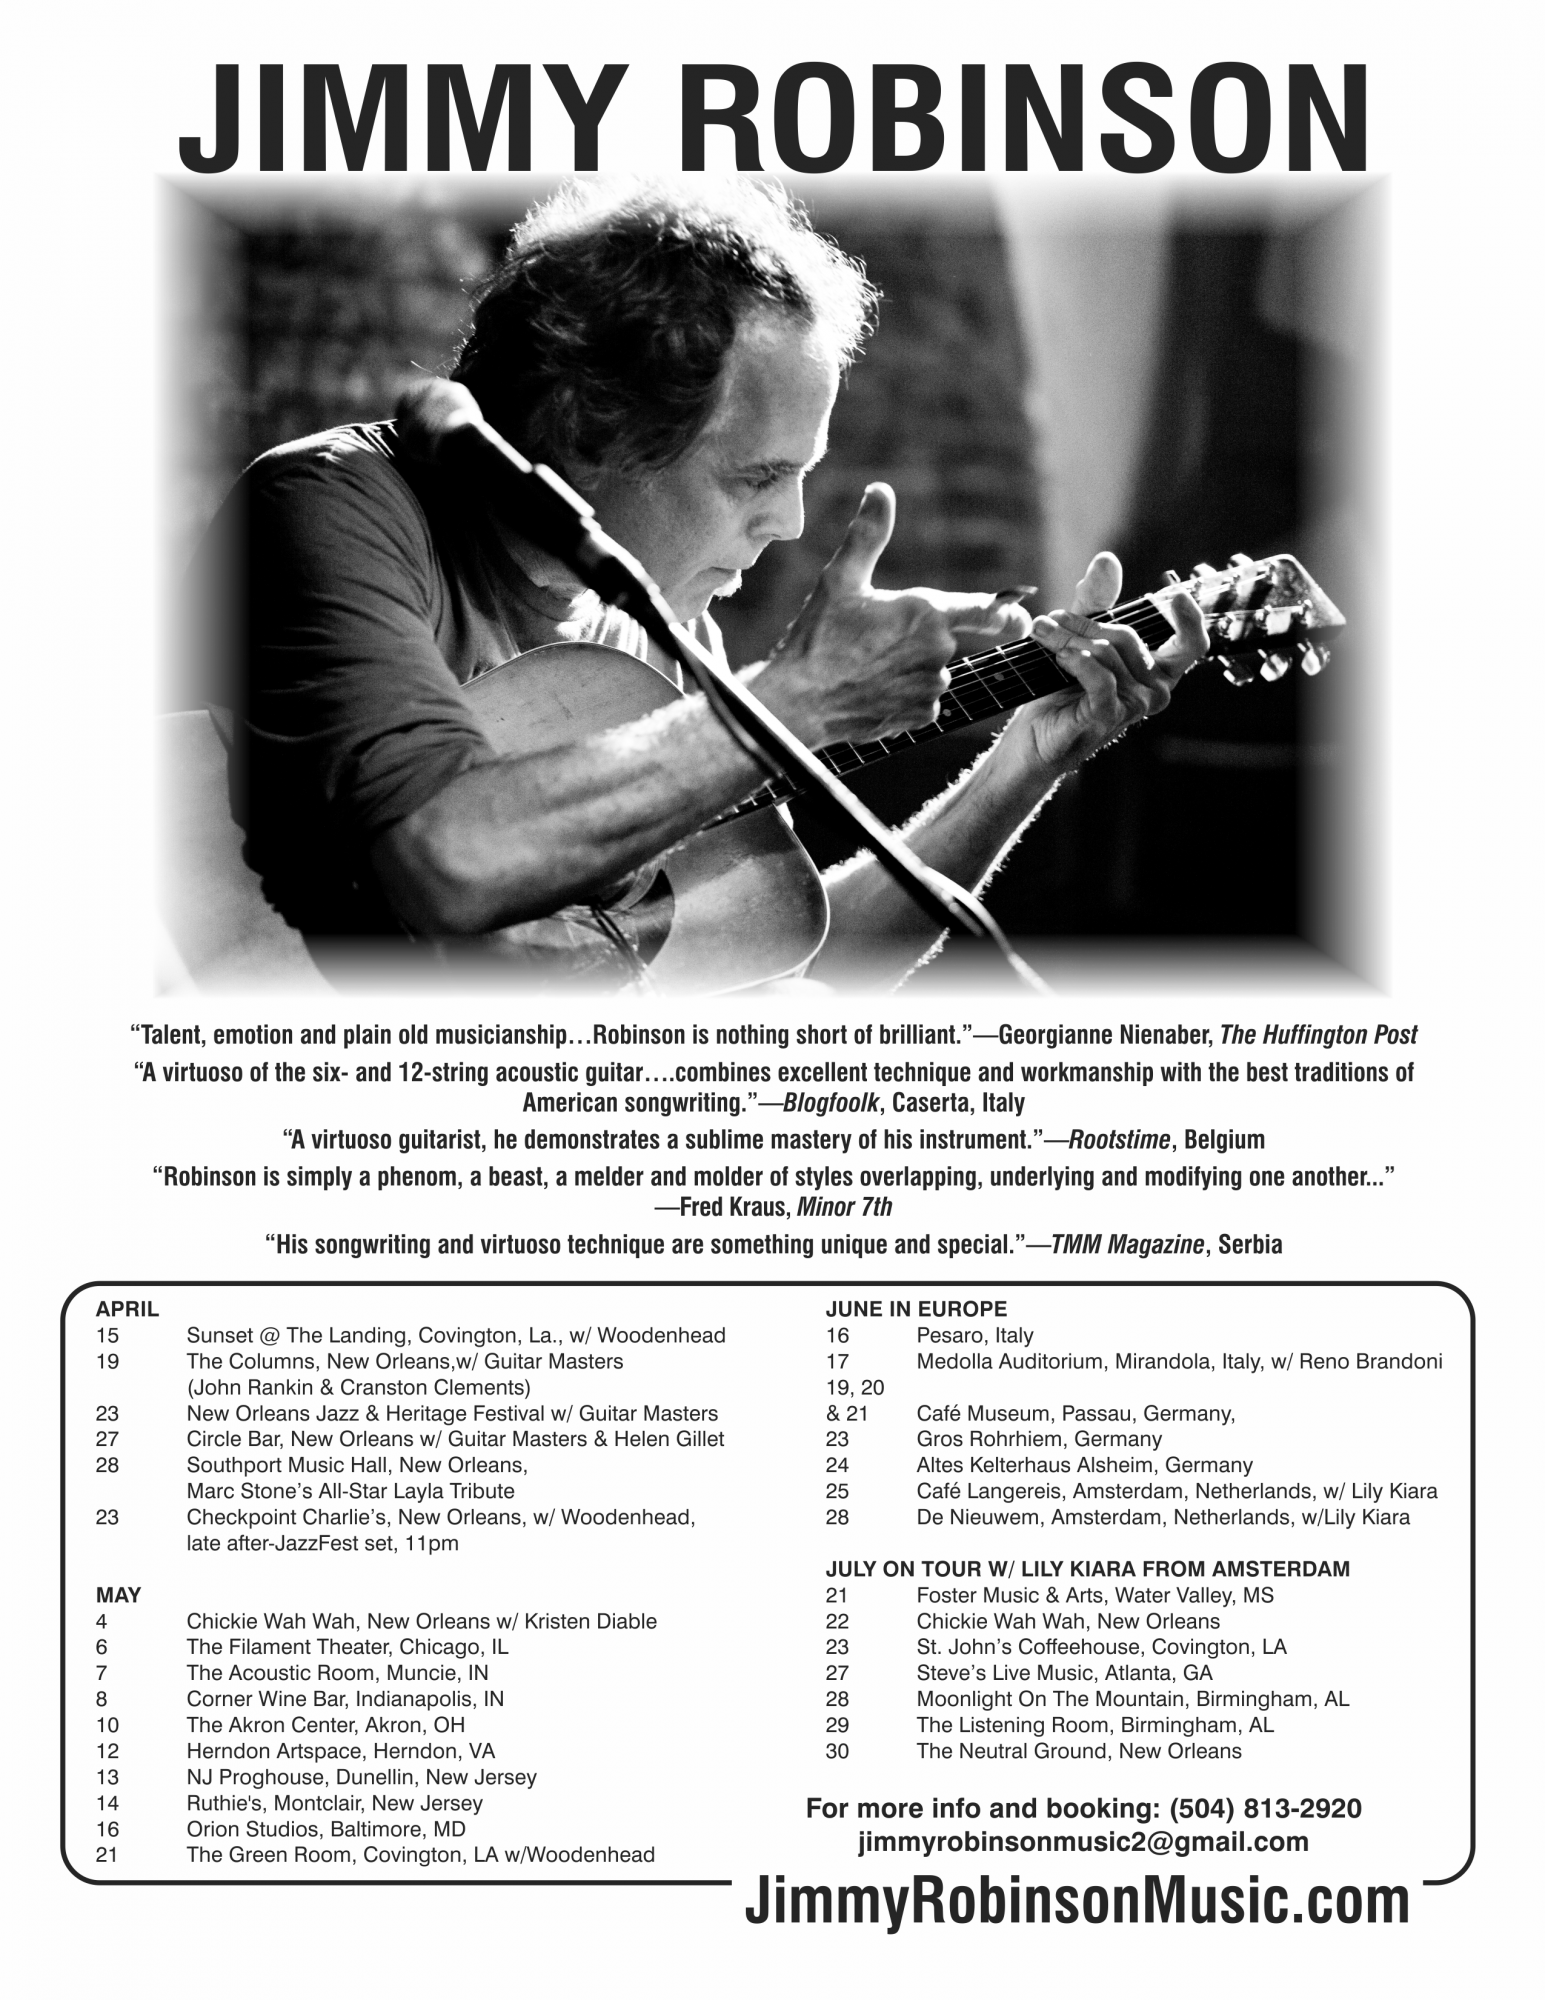 JIMMY ROBINSON
“Talent, emotion and plain old musicianship…Robinson is nothing short of brilliant.”—Georgianne Nienaber, The Huffington Post
“A virtuoso of the six- and 12-string acoustic guitar….combines excellent technique and workmanship with the best traditions of
American songwriting.”—Blogfoolk, Caserta, Italy
“A virtuoso guitarist, he demonstrates a sublime mastery of his instrument.”—Rootstime, Belgium
“Robinson is simply a phenom, a beast, a melder and molder of styles overlapping, underlying and modifying one another...”
—Fred Kraus, Minor 7th
“His songwriting and virtuoso technique are something unique and special.”—TMM Magazine, Serbia
APRIL
15 Sunset @ The Landing, Covington, La., w/ Woodenhead
19 The Columns, New Orleans,w/ Guitar Masters
(John Rankin & Cranston Clements)
23 New Orleans Jazz & Heritage Festival w/ Guitar Masters
27 Circle Bar, New Orleans w/ Guitar Masters & Helen Gillet
28 Southport Music Hall, New Orleans,
Marc Stone’s All-Star Layla Tribute
23 Checkpoint Charlie’s, New Orleans, w/ Woodenhead,
late after-JazzFest set, 11pm
MAY
4 Chickie Wah Wah, New Orleans w/ Kristen Diable
6 The Filament Theater, Chicago, IL
7 The Acoustic Room, Muncie, IN
8 Corner Wine Bar, Indianapolis, IN
10 The Akron Center, Akron, OH
12 Herndon Artspace, Herndon, VA
13 NJ Proghouse, Dunellin, New Jersey
14 Ruthie's, Montclair, New Jersey
16 Orion Studios, Baltimore, MD
21 The Green Room, Covington, LA w/Woodenhead
JUNE IN EUROPE
16 Pesaro, Italy
17 Medolla Auditorium, Mirandola, Italy, w/ Reno Brandoni
19, 20
& 21 Café Museum, Passau, Germany,
23 Gros Rohrhiem, Germany
24 Altes Kelterhaus Alsheim, Germany
25 Café Langereis, Amsterdam, Netherlands, w/ Lily Kiara
28 De Nieuwem, Amsterdam, Netherlands, w/Lily Kiara
JULY ON TOUR W/ LILY KIARA FROM AMSTERDAM
21 Foster Music & Arts, Water Valley, MS
22 Chickie Wah Wah, New Orleans
23 St. John’s Coffeehouse, Covington, LA
27 Steve’s Live Music, Atlanta, GA
28 Moonlight On The Mountain, Birmingham, AL
29 The Listening Room, Birmingham, AL
30 The Neutral Ground, New Orleans
For more info and booking: (504) 813-2920
jimmyrobinsonmusic2@gmail.com
JimmyRobinsonMusic.com